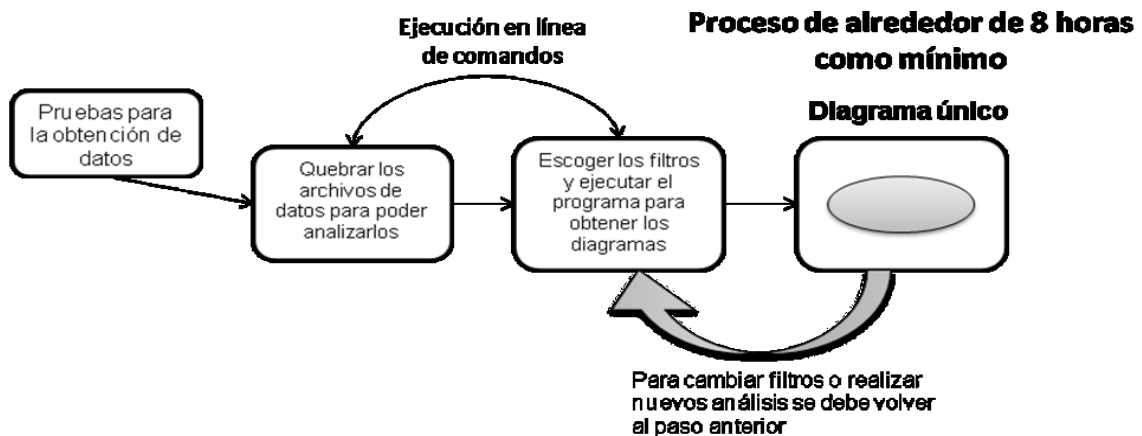 Proceso de alrededor de 8 horas
como mínimo
Ejecución en línea
de comandos
Diagrama único
Pruebas para
la obtención de
datos
Quebrar los
archivos de
datos para poder
analizarlos
Escoger los filtros
y ejecutar el
programa para
obtener los
diagramas
Para cambiar filtros o realizar
nuevos análisis se debe volver
al paso anterior